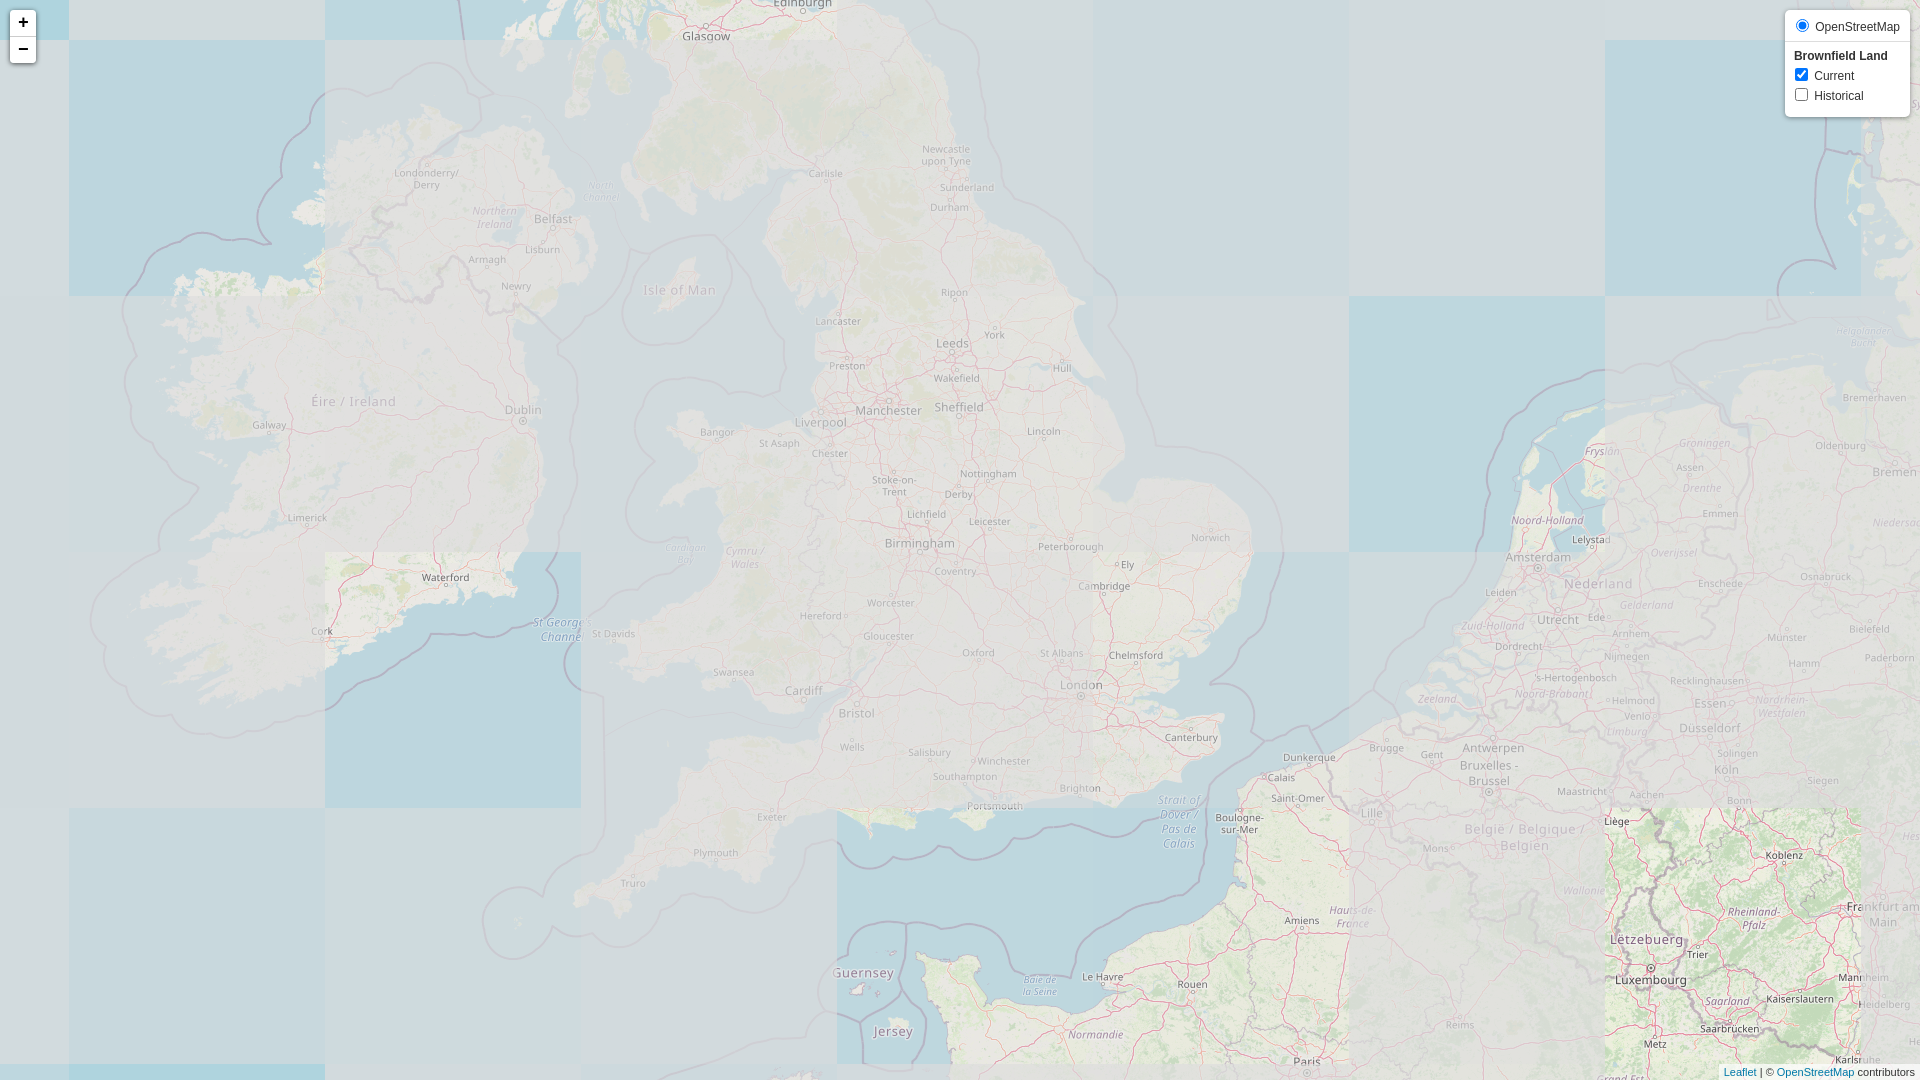 +
−
OpenStreetMap
Brownfield Land
Current
Historical
Edinburgh
Glasgow
Newcastle
upon Tyne
Carlisle
Sunderland
Durham
Londonderry/
Derry
North
Channel
Northern
Ireland
Belfast
Lisburn
Armagh
Newry
Isle of Man
Ripon
Lancaster
York
Leeds
Preston
Wakefield
Hull
Helgoländer
Bucht
Éire / Ireland
Dublin
Galway
Manchester
Sheffield
Liverpool
Bangor
St Asaph
Chester
Lincoln
Bremerhaven
Groningen
Oldenburg
Fryslân
Assen
Bremen
Stoke-on-
Trent
Nottingham
Derby
Drenthe
Limerick
Lichfield
Leicester
Emmen
Noord-Holland
Birmingham
Peterborough
Norwich
Lelystad
Cardigan
Bay
Cymru /
Wales
Coventry
Ely
Cambridge
Amsterdam
Overijssel
Nederland
Enschede
Osnabrück
Waterford
Leiden
Worcester
Hereford
Gelderland
St George's
Channel
St Davids
Cork
Gloucester
Zuid-Holland
Utrecht
Ede
Arnhem
Münster
Bielefeld
Oxford
St Albans
Chelmsford
Dordrecht
Nijmegen
Hamm
Paderborn
Swansea
Cardiff
London
's-Hertogenbosch
Recklinghausen
Noord-Brabant
Zeeland
Helmond
Essen
Nordrhein-
Westfalen
Bristol
Venlo
Limburg
Düsseldorf
Canterbury
Wells
Salisbury
Winchester
Southampton
Brugge
Gent
Antwerpen
Dunkerque
Calais
Bruxelles -
Brussel
Solingen
Köln
Siegen
Brighton
Portsmouth
Saint-Omer
Maastricht
Aachen
Bonn
Strait of
Dover /
Pas de
Calais
Exeter
Boulogne-
sur-Mer
Lille
België / Belgique /
Belgien
Liège
Mons
Plymouth
Truro
Koblenz
Wallonie
Amiens
Hauts-de-
France
Rheinland-
Pfalz
Frankfurt am
Main
Lëtzebuerg
Trier
Luxembourg
Guernsey
Le Havre
Baie de
la Seine
Rouen
Mannheim
Saarland
Kaiserslautern
Heidelberg
Jersey
Normandie
Reims
Saarbrücken
Metz
Paris
Karlsruhe
Leaflet | © OpenStreetMap contributors